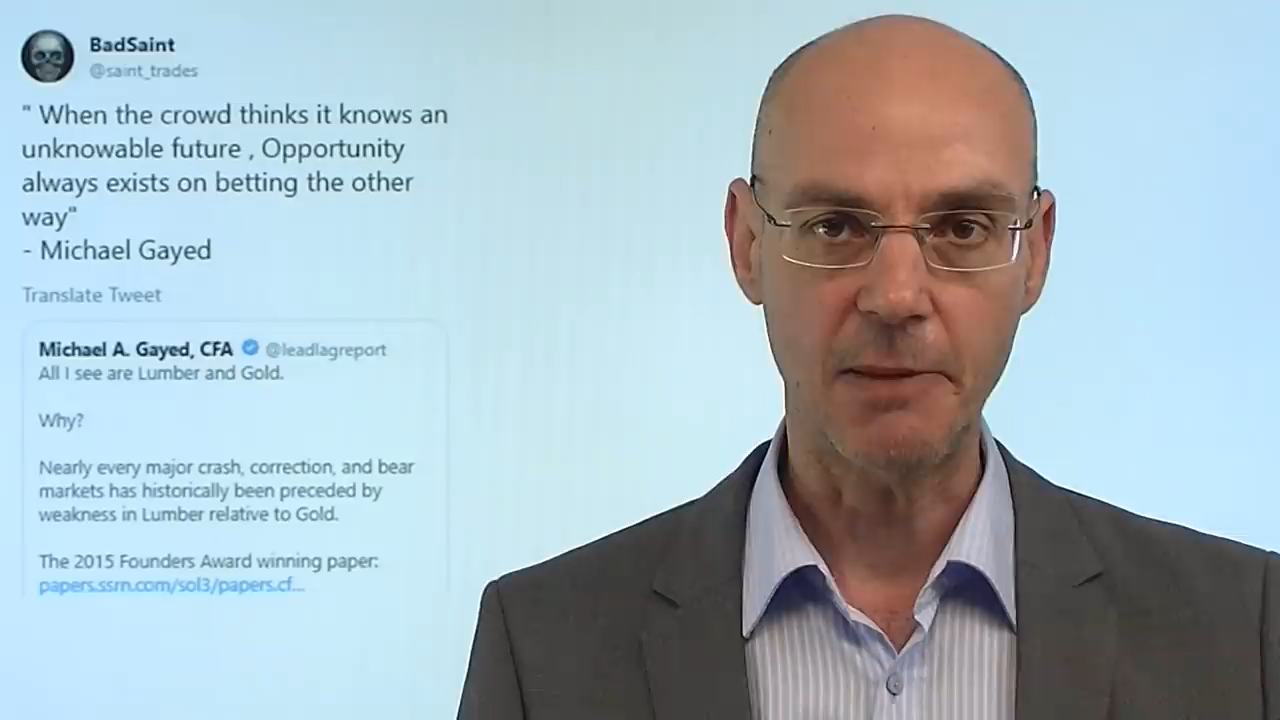 BadSaint
@saint_trades
" When the crowd thinks it knows an
unknowable future , Opportunity
always exists on betting the other
way"
- Michael Gayed
Translate Tweet
Michael A. Gayed, CFA @leadlagreport
All I see are Lumber and Gold.
Why?
Nearly every major crash, correction, and bear
markets has historically been preceded by
weakness in Lumber relative to Gold.
The 2015 Founders Award winning paper:
papers.ssrn.com/sol3/papers.cf...